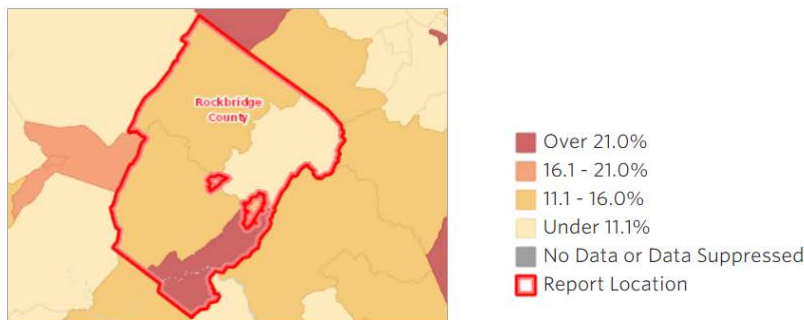 Rockbridge
County
Over 21.0%
16.1 - 21.0%
11.1 - 16.0%
Under 11.1%
No Data or Data Suppressed
Report Location